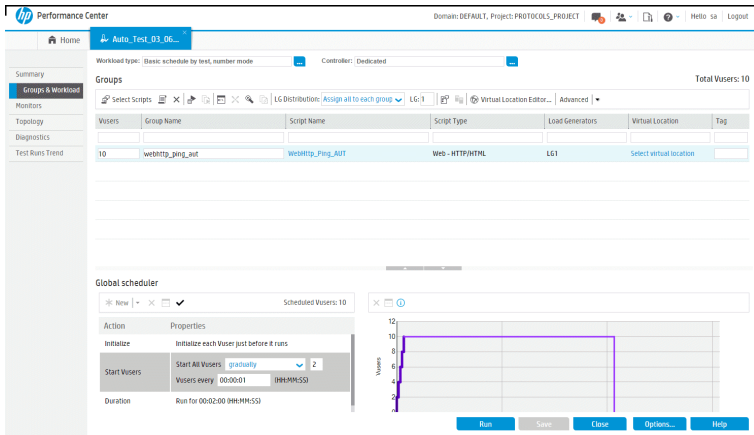 hp Performance Center
Domain: DEFAULT, Project: PROTOCOLS_PROJECT
Hello sa
Logout
Home
Auto_Test_03_06...
×
Workload type: Basic schedule by test, number mode ...
Controller: Dedicated ...
Summary
Groups & Workload
Monitors
Topology
Diagnostics
Test Runs Trend
Groups
Total Vusers: 10
Select Scripts LG Distribution: Assign all to each group LG: 1 Virtual Location Editor... Advanced
Vusers Group Name Script Name Script Type Load Generators Virtual Location Tag
10 webhttp_ping_aut WebHttp_Ping_AUT Web - HTTP/HTML LG1 Select virtual location
Global scheduler
New Scheduled Vusers: 10
Action Properties
Initialize Initialize each Vuser just before it runs
Start Vusers Start All Vusers gradually 2
Vusers every 00:00:01 (HH:MM:SS)
Duration Run for 00:02:00 (HH:MM:SS)
Vusers
12
10
8
6
4
2
0
Run Save Close Options... Help